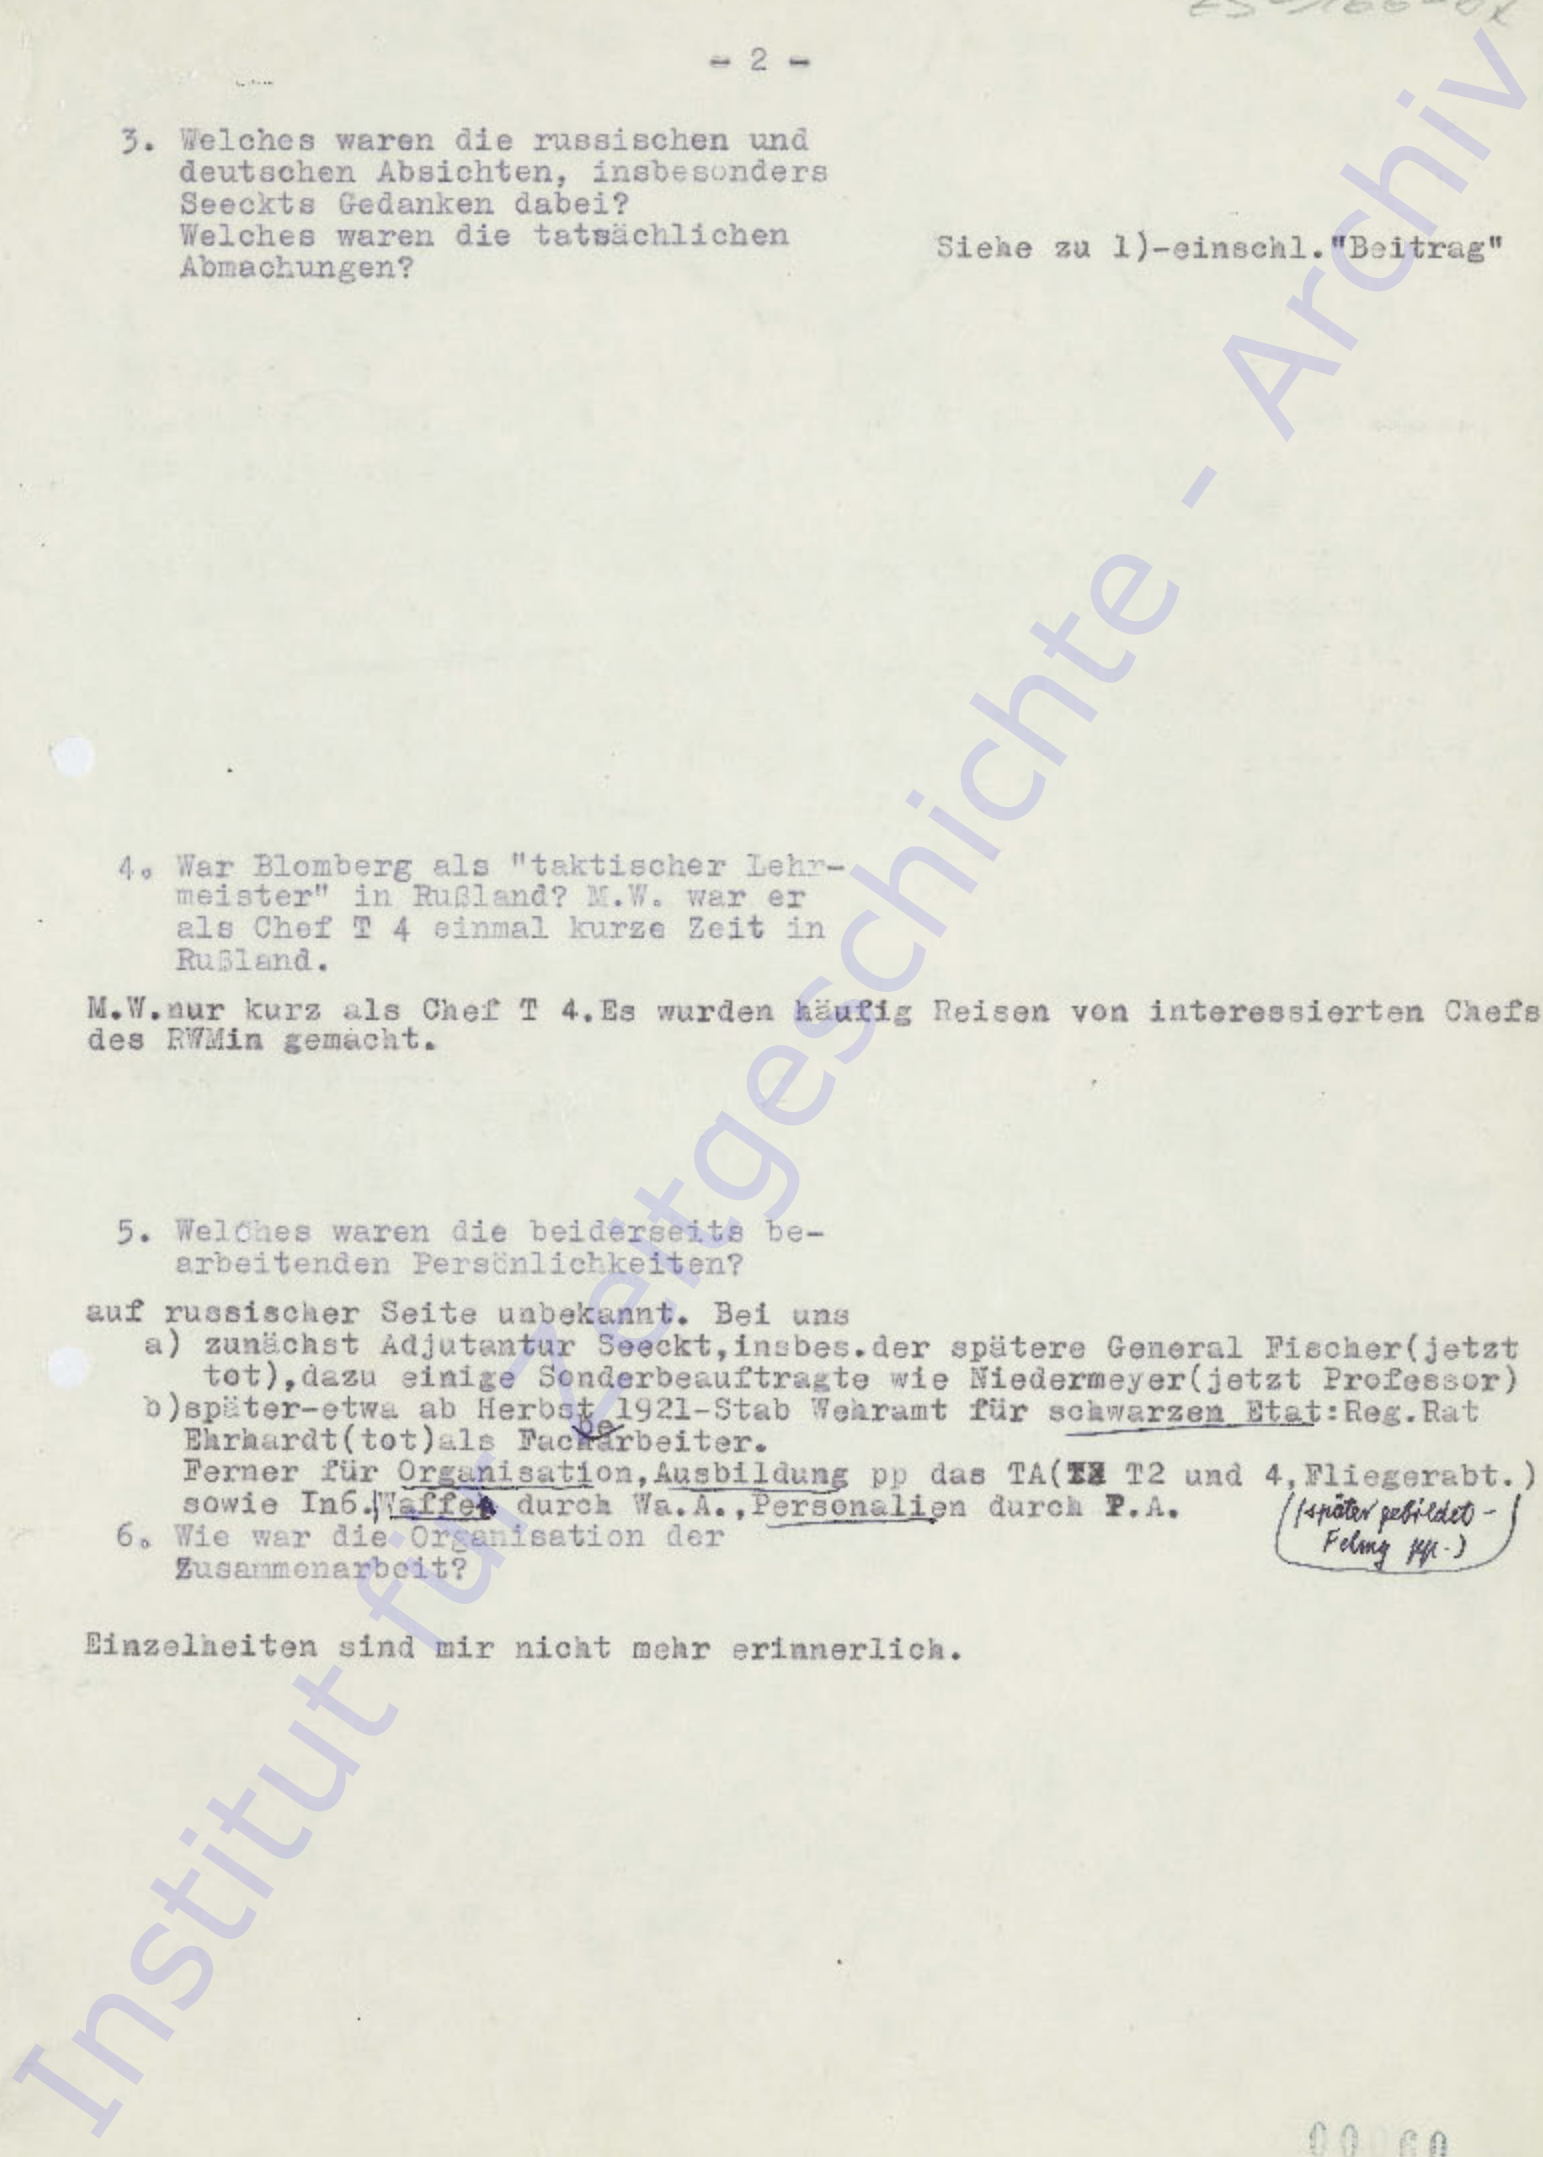 - 2 -
3. Welches waren die russischen und
deutschen Absichten, insbesonders
Seeckts Gedanken dabei?
Welches waren die tatsächlichen
Abmachungen?
Siehe zu 1)-einschl."Beitrag"
4. War Blomberg als "taktischer Lehr-
meister" in Rußland? M.W. war er
als Chef T 4 einmal kurze Zeit in
Rußland.
M.W.nur kurz als Chef T 4.Es wurden häufig Reisen von interessierten Chefs
des RWMin gemacht.
5. Welches waren die beiderseits be-
arbeitenden Persönlichkeiten?
auf russischer Seite unbekannt. Bei uns
a) zunächst Adjutantur Seeckt,insbes.der spätere General Fischer(jetzt
tot),dazu einige Sonderbeauftragte wie Niedermeyer(jetzt Professor)
b)später-etwa ab Herbst 1921-Stab Wehramt für schwarzen Etat:Reg.Rat
be
Ehrhardt(tot)als Facharbeiter.
Ferner für Organisation,Ausbildung pp das TA( T2 und 4,Fliegerabt.)
sowie In6.Waffen durch Wa.A.,Personalien durch P.A.
(später gebildet -
Felmy pp.)
6. Wie war die Organisation der
Zusammenarbeit?
Einzelheiten sind mir nicht mehr erinnerlich.
Institut für Zeitgeschichte - Archiv